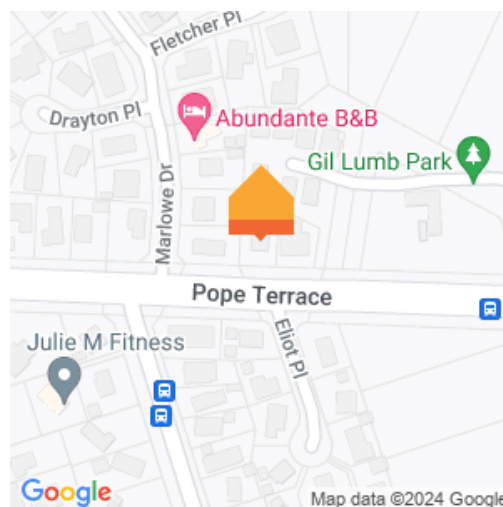 Fletcher Pl
Drayton Pl
Abundante B&B
Gil Lumb Park
Marlowe Dr
Pope Terrace
Julie M Fitness
Eliot Pl
Google
Map data ©2024 Google